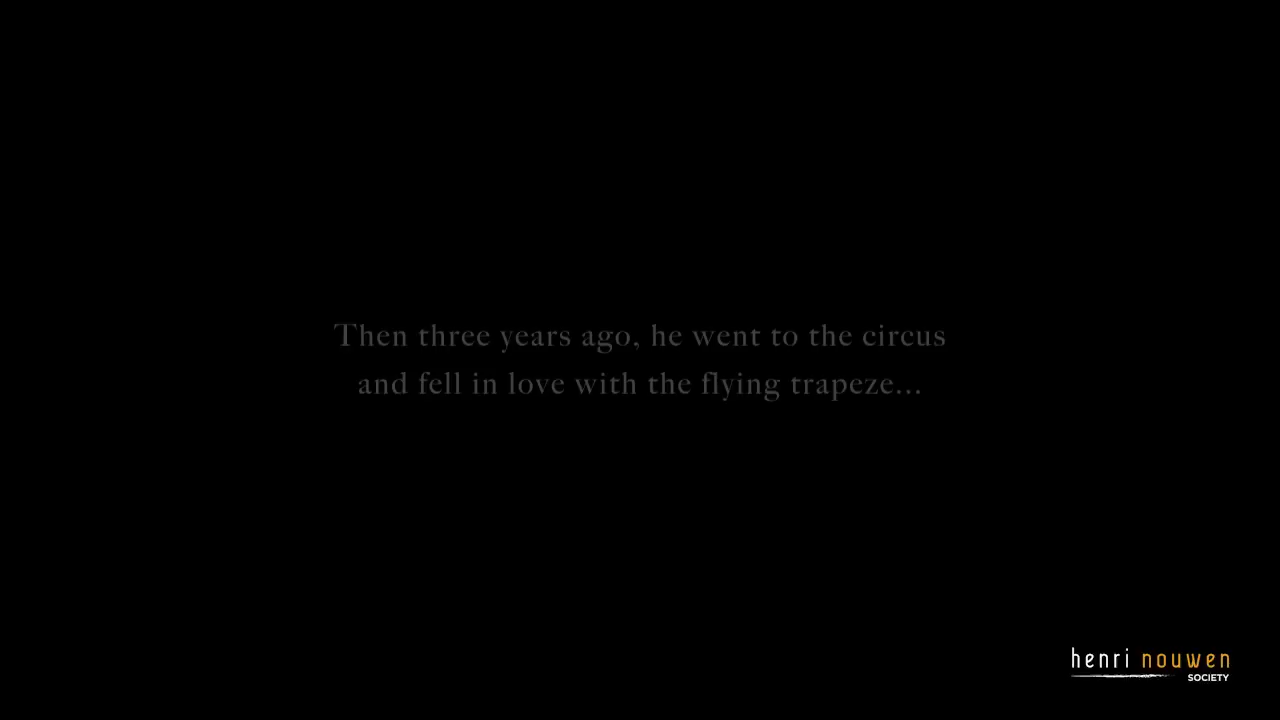 Then three years ago, he went to the circus
and fell in love with the flying trapeze...
henri nouwen
SOCIETY